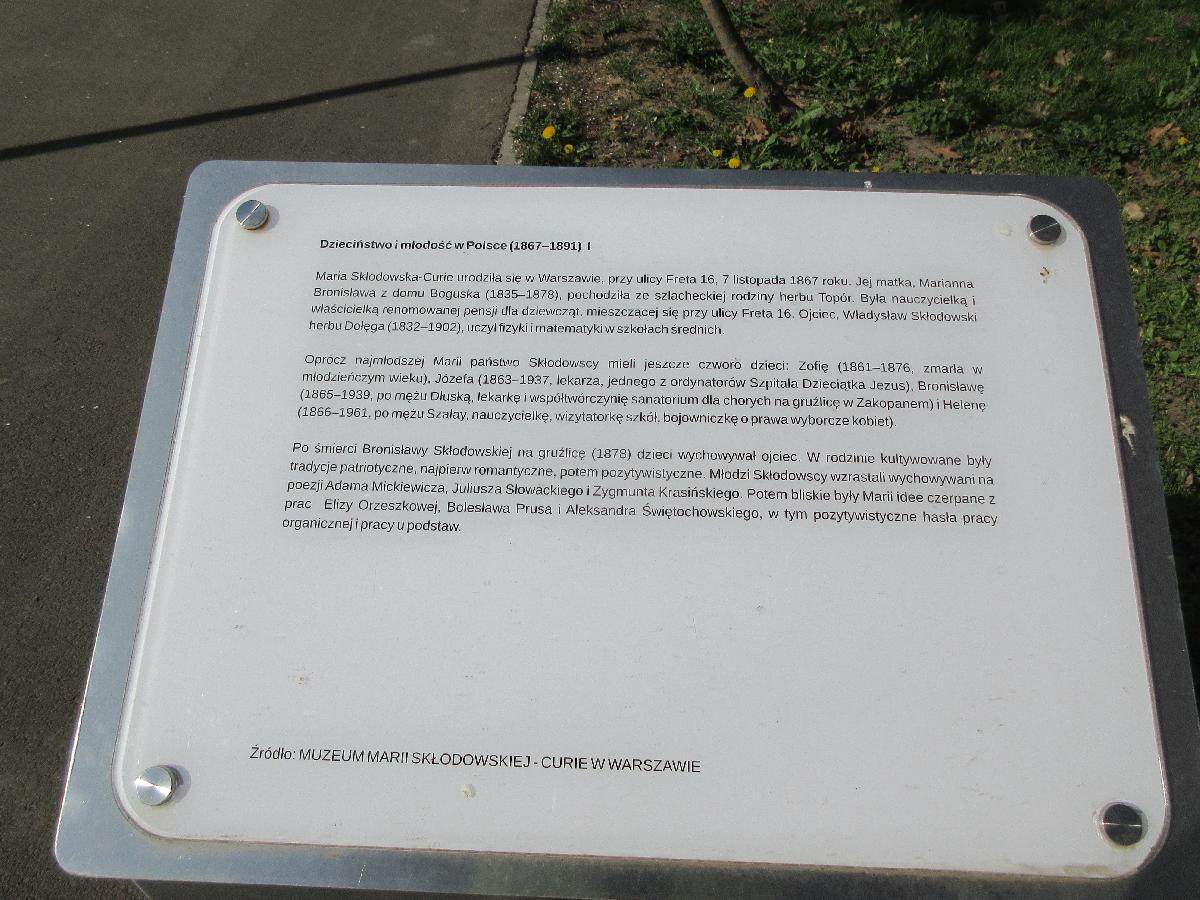 Dzieciństwo i młodość w Polsce (1867–1891) I
Maria Skłodowska-Curie urodziła się w Warszawie, przy ulicy Freta 16, 7 listopada 1867 roku. Jej matka, Marianna
Bronisława z domu Boguska (1835–1878), pochodziła ze szlacheckiej rodziny herbu Topór. Była nauczycielką i
właścicielką renomowanej pensji dla dziewcząt, mieszczącej się przy ulicy Freta 16. Ojciec, Władysław Skłodowski
herbu Dołęga (1832–1902), uczył fizyki i matematyki w szkołach średnich.
Oprócz najmłodszej Marii państwo Skłodowscy mieli jeszcze czworo dzieci: Zofię (1861–1876, zmarła w
młodzieńczym wieku), Józefa (1863–1937, lekarza, jednego z ordynatorów Szpitala Dzieciątka Jezus), Bronisławę
(1865–1939, po mężu Dłuską, lekarkę i współtwórczynię sanatorium dla chorych na gruźlicę w Zakopanem) i Helenę
(1866–1961, po mężu Szalay, nauczycielkę, wizytatorkę szkół, bojowniczkę o prawa wyborcze kobiet).
Po śmierci Bronisławy Skłodowskiej na gruźlicę (1878) dzieci wychowywał ojciec. W rodzinie kultywowane były
tradycje patriotyczne, najpierw romantyczne, potem pozytywistyczne. Młodzi Skłodowscy wzrastali wychowywani na
poezji Adama Mickiewicza, Juliusza Słowackiego i Zygmunta Krasińskiego. Potem bliskie były Marii idee czerpane z
prac Elizy Orzeszkowej, Bolesława Prusa i Aleksandra Świętochowskiego, w tym pozytywistyczne hasła pracy
organicznej i pracy u podstaw.
Źródło: MUZEUM MARII SKŁODOWSKIEJ - CURIE W WARSZAWIE